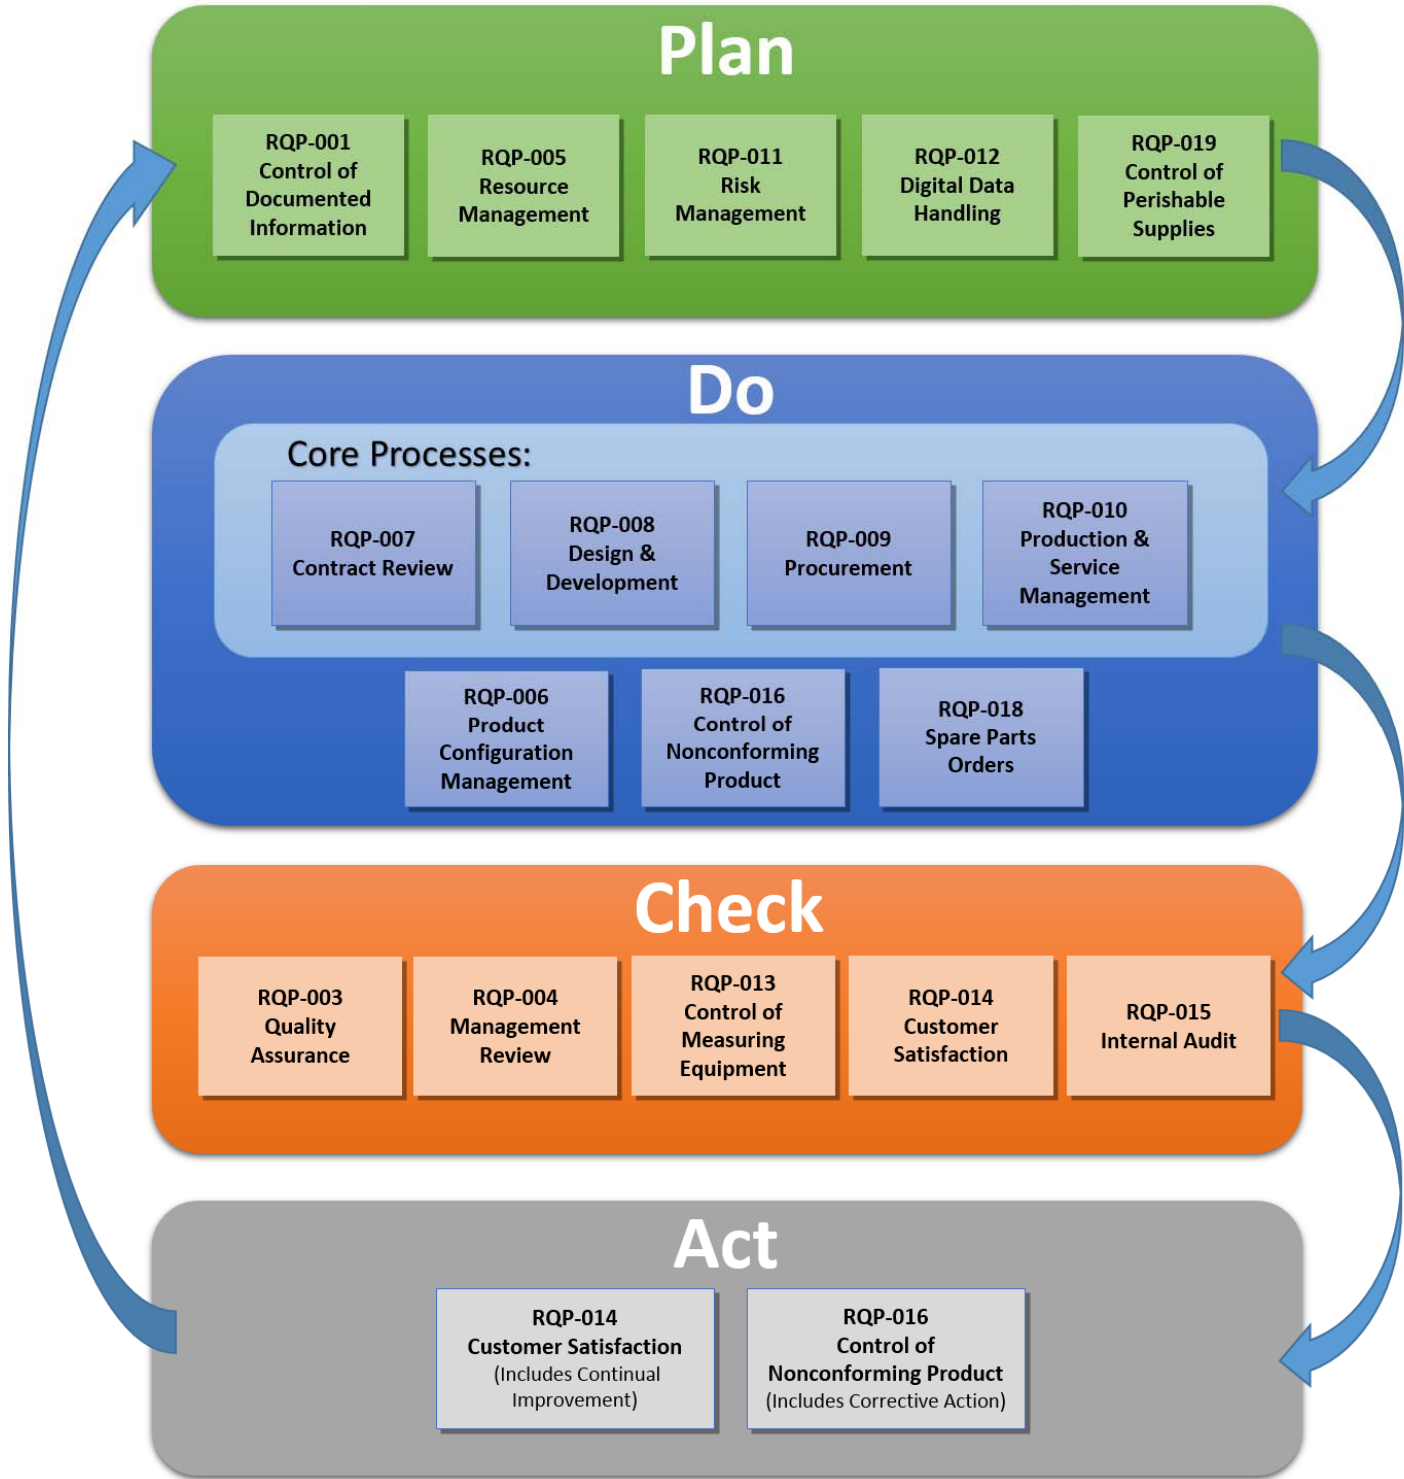 Plan
RQP-001
Control of
Documented
Information
RQP-005
Resource
Management
RQP-011
Risk
Management
RQP-012
Digital Data
Handling
RQP-019
Control of
Perishable
Supplies
Do
Core Processes:
RQP-007
Contract Review
RQP-008
Design &
Development
RQP-009
Procurement
RQP-010
Production &
Service
Management
RQP-006
Product
Configuration
Management
RQP-016
Control of
Nonconforming
Product
RQP-018
Spare Parts
Orders
Check
RQP-003
Quality
Assurance
RQP-004
Management
Review
RQP-013
Control of
Measuring
Equipment
RQP-014
Customer
Satisfaction
RQP-015
Internal Audit
Act
RQP-014
Customer Satisfaction
(Includes Continual
Improvement)
RQP-016
Control of
Nonconforming Product
(Includes Corrective Action)